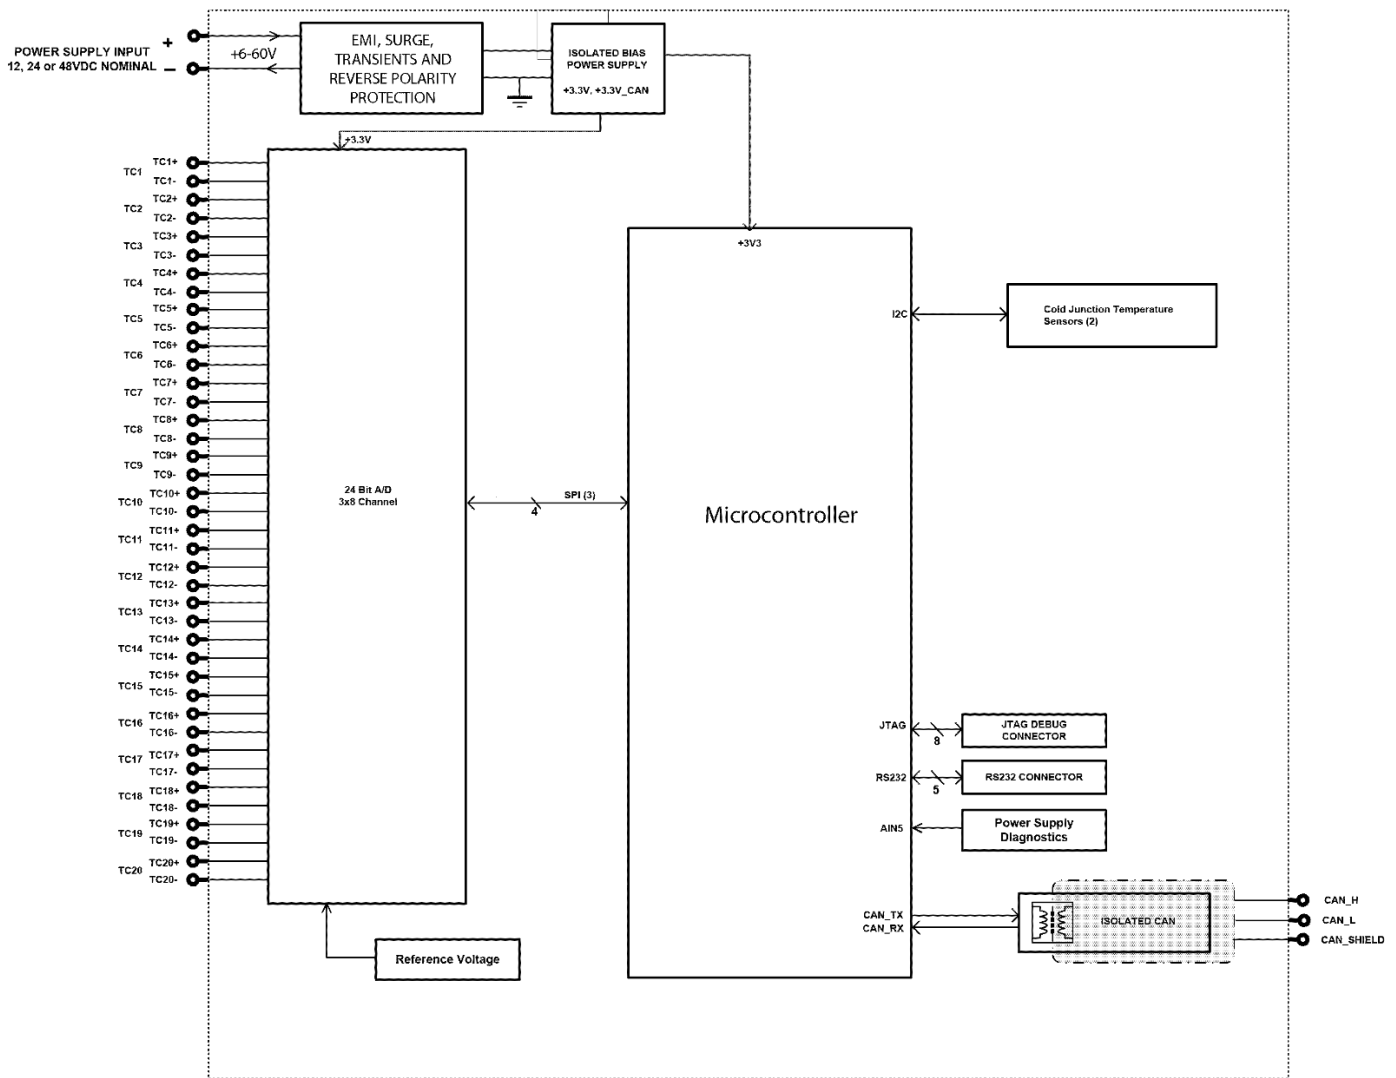 POWER SUPPLY INPUT
12, 24 or 48VDC NOMINAL
+
−
+6-60V
EMI, SURGE,
TRANSIENTS AND
REVERSE POLARITY
PROTECTION
ISOLATED BIAS
POWER SUPPLY
+3.3V, +3.3V_CAN
+3.3V
TC1
TC1+
TC1-
TC2
TC2+
TC2-
TC3
TC3+
TC3-
TC4
TC4+
TC4-
TC5
TC5+
TC5-
TC6
TC6+
TC6-
TC7
TC7+
TC7-
TC8
TC8+
TC8-
TC9
TC9+
TC9-
TC10
TC10+
TC10-
TC11
TC11+
TC11-
TC12
TC12+
TC12-
TC13
TC13+
TC13-
TC14
TC14+
TC14-
TC15
TC15+
TC15-
TC16
TC16+
TC16-
TC17
TC17+
TC17-
TC18
TC18+
TC18-
TC19
TC19+
TC19-
TC20
TC20+
TC20-
24 Bit A/D
3x8 Channel
SPI (3)
4
Reference Voltage
+3V3
Microcontroller
I2C
Cold Junction Temperature
Sensors (2)
JTAG
8
JTAG DEBUG
CONNECTOR
RS232
5
RS232 CONNECTOR
AIN5
Power Supply
Diagnostics
CAN_TX
CAN_RX
ISOLATED CAN
CAN_H
CAN_L
CAN_SHIELD